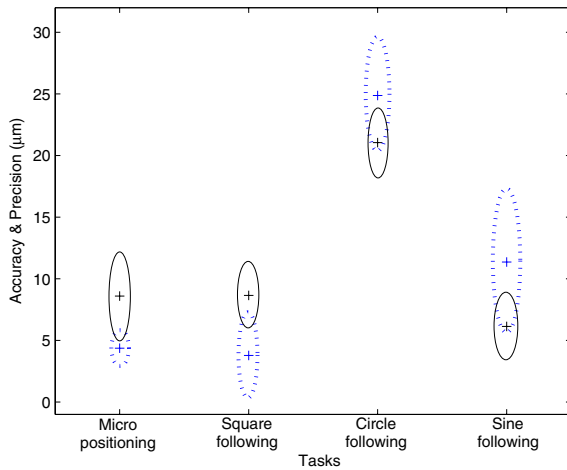 30
25
20
15
10
5
0
Accuracy & Precision (μm)
Micro positioning
Square following
Circle following
Sine following
Tasks